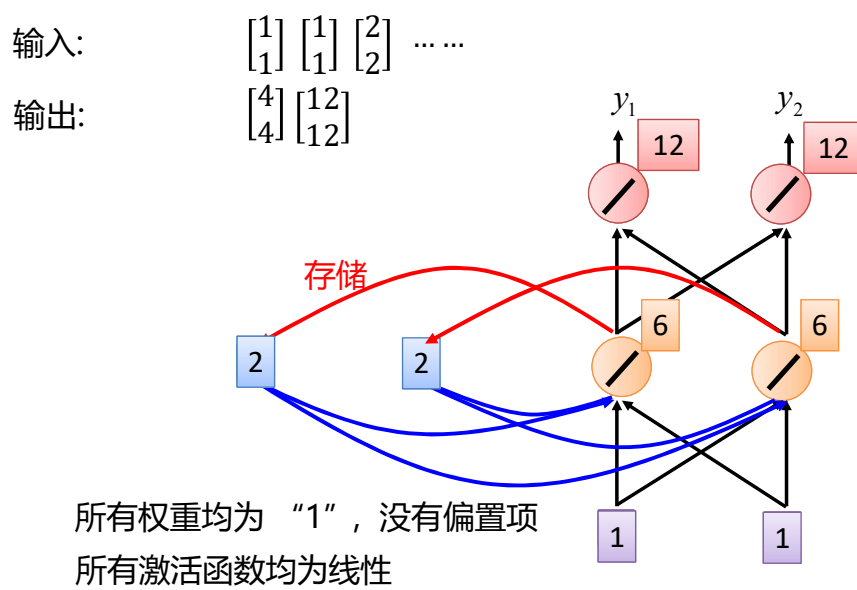 输入: [1 1] [1 1] [2 2] … …
输出: [4 4] [12 12]
y₁ y₂
12 12
存储
6 6
2 2
所有权重均为 “1”, 没有偏置项
1 1
所有激活函数均为线性